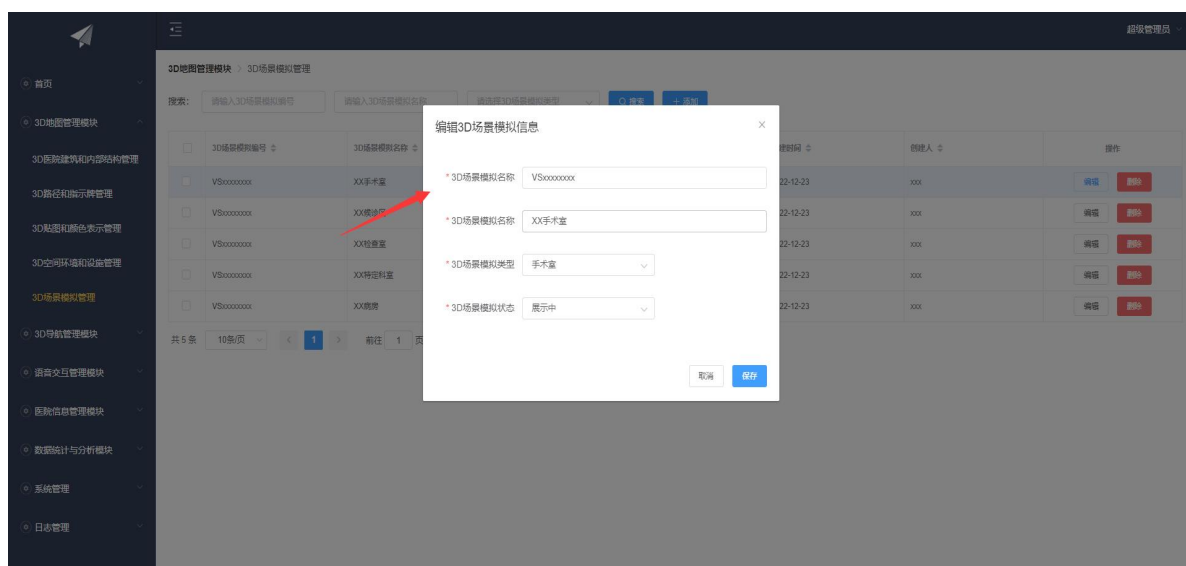 超级管理员
首页
3D地图管理模块
3D医院建筑和内部结构管理
3D路径和指示牌管理
3D贴图和颜色表示管理
3D空间环境和设施管理
3D场景模拟管理
3D导航管理模块
语音交互管理模块
医院信息管理模块
数据统计与分析模块
系统管理
日志管理
3D地图管理模块 > 3D场景模拟管理
搜索: 请输入3D场景模拟编号 请输入3D场景模拟名称 请选择3D场景模拟类型 搜索 + 添加
3D场景模拟编号 3D场景模拟名称 建时间 创建人 操作
VSxxxxxxxx XX手术室 22-12-23 xxx 编辑 删除
VSxxxxxxxx 22-12-23 xxx 编辑 删除
VSxxxxxxxx XX检查室 22-12-23 xxx 编辑 删除
VSxxxxxxxx XX特定科室 22-12-23 xxx 编辑 删除
VSxxxxxxxx XX病房 22-12-23 xxx 编辑 删除
共 5 条 10条/页 < 1 > 前往 1 页
编辑3D场景模拟信息 ×
* 3D场景模拟名称 VSxxxxxxxx
* 3D场景模拟名称 XX手术室
* 3D场景模拟类型 手术室
* 3D场景模拟状态 展示中
取消 保存